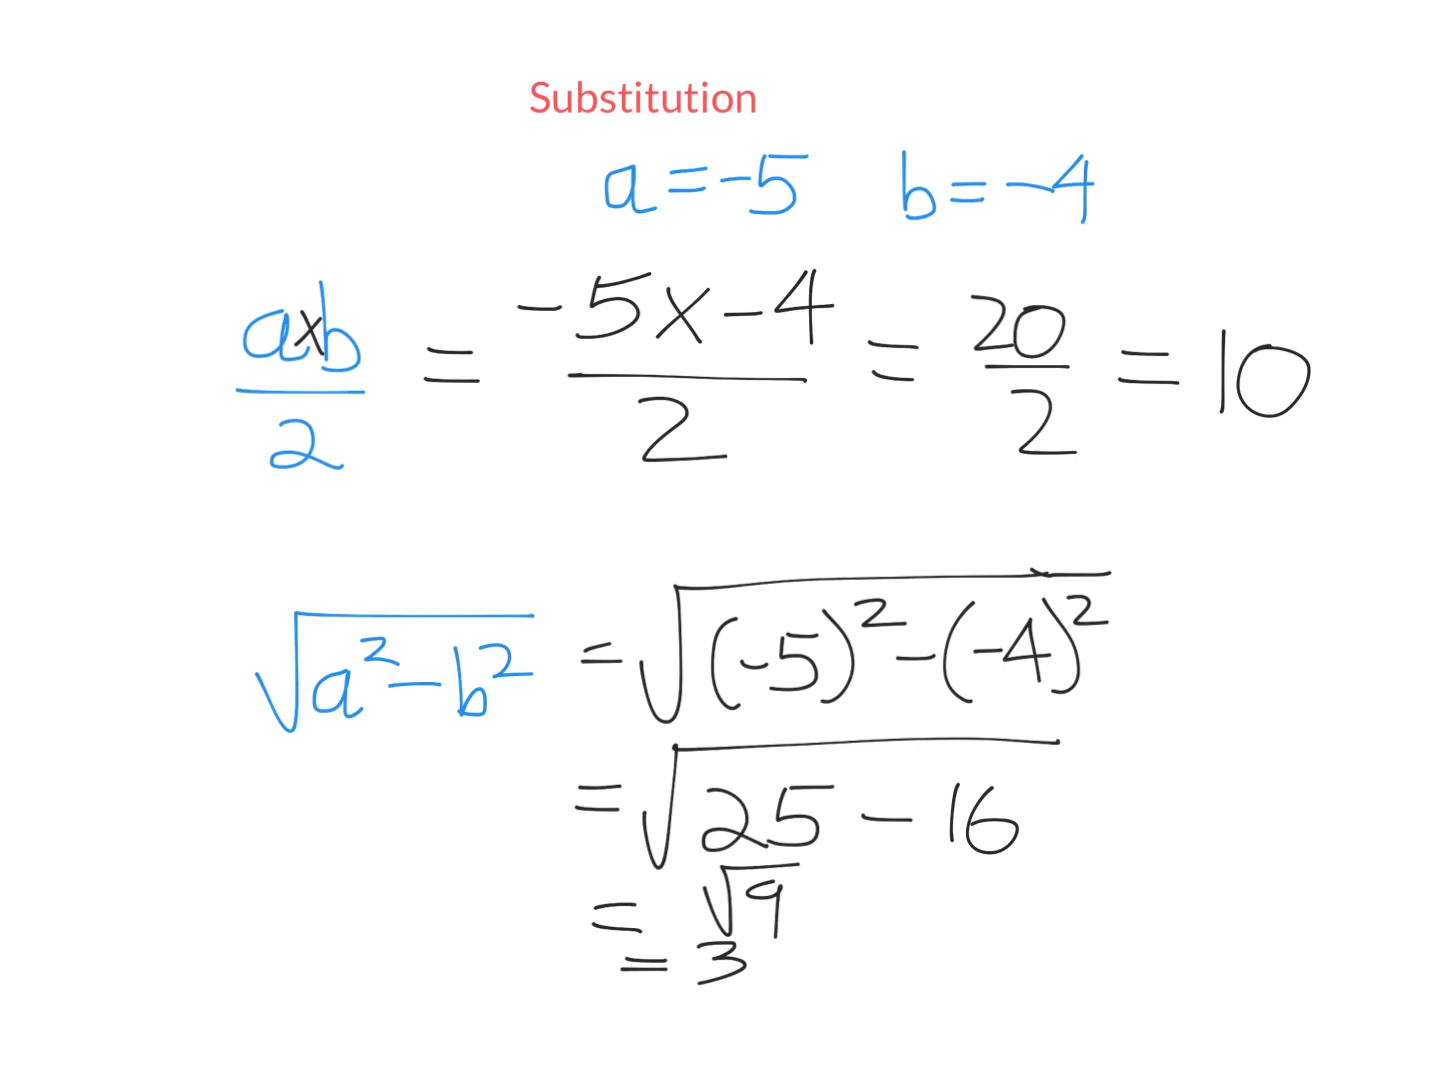 Substitution
a = -5 b = -4
a×b/2 = -5 x -4/2 = 20/2 = 10
√(a² - b²) = √((-5)² - (-4)²)
= √(25 - 16)
= √9
= 3